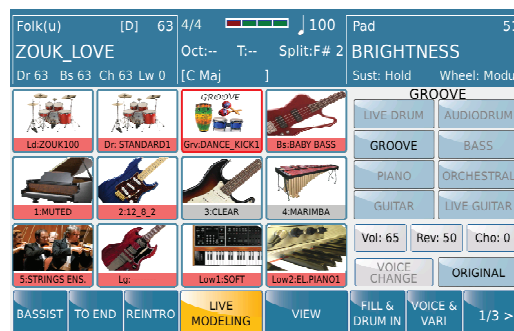 Folk(u) [D] 63 4/4 100 Pad
ZOUK_LOVE Oct:-- T:-- Split:F# 2 BRIGHTNESS
Dr 63 Bs 63 Ch 63 Lw 0 [C Maj ] Sust: Hold Wheel: Modu
GROOVE
GROOVE
LIVE DRUM AUDIODRUM
Ld:ZOUK100 Dr: STANDARD1 Grv:DANCE_KICK1 Bs:BABY BASS
GROOVE BASS
PIANO ORCHESTRAL
1:MUTED 2:12_8_2 3:CLEAR 4:MARIMBA
GUITAR LIVE GUITAR
Vol: 65 Rev: 50 Cho: 0
VOICE CHANGE ORIGINAL
5:STRINGS ENS. Lg: Low1:SOFT Low2:EL.PIANO1
BASSIST TO END REINTRO LIVE MODELING VIEW FILL & DRUM IN VOICE & VARI 1/3 >